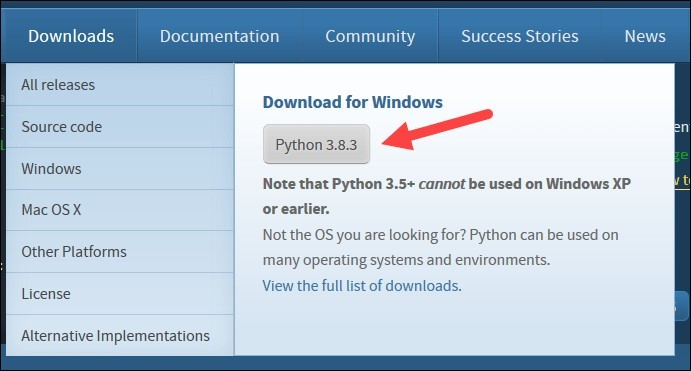 Downloads Documentation Community Success Stories News
All releases
Source code
Windows
Mac OS X
Other Platforms
License
Alternative Implementations
Download for Windows
Python 3.8.3
Note that Python 3.5+ cannot be used on Windows XP
or earlier.
Not the OS you are looking for? Python can be used on
many operating systems and environments.
View the full list of downloads.